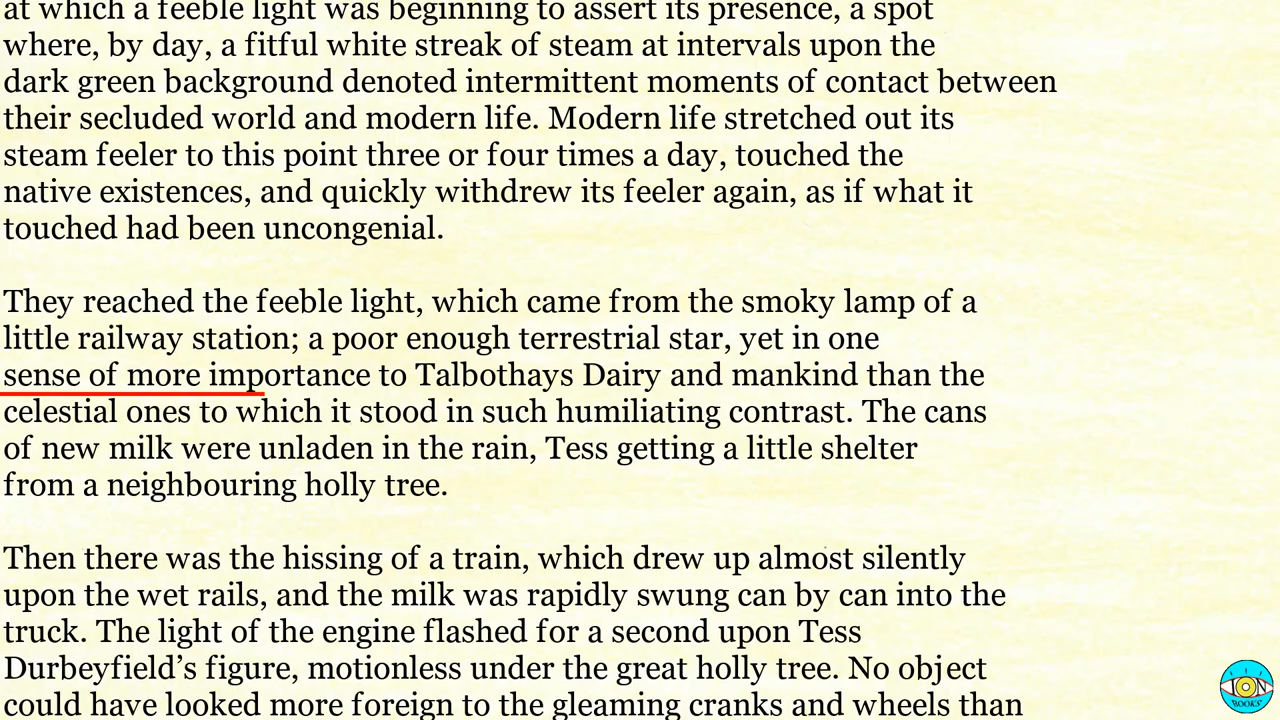 at which a feeble light was beginning to assert its presence, a spot
where, by day, a fitful white streak of steam at intervals upon the
dark green background denoted intermittent moments of contact between
their secluded world and modern life. Modern life stretched out its
steam feeler to this point three or four times a day, touched the
native existences, and quickly withdrew its feeler again, as if what it
touched had been uncongenial.
They reached the feeble light, which came from the smoky lamp of a
little railway station; a poor enough terrestrial star, yet in one
sense of more importance to Talbothays Dairy and mankind than the
celestial ones to which it stood in such humiliating contrast. The cans
of new milk were unladen in the rain, Tess getting a little shelter
from a neighbouring holly tree.
Then there was the hissing of a train, which drew up almost silently
upon the wet rails, and the milk was rapidly swung can by can into the
truck. The light of the engine flashed for a second upon Tess
Durbeyfield’s figure, motionless under the great holly tree. No object
could have looked more foreign to the gleaming cranks and wheels than
ION
BOOKS